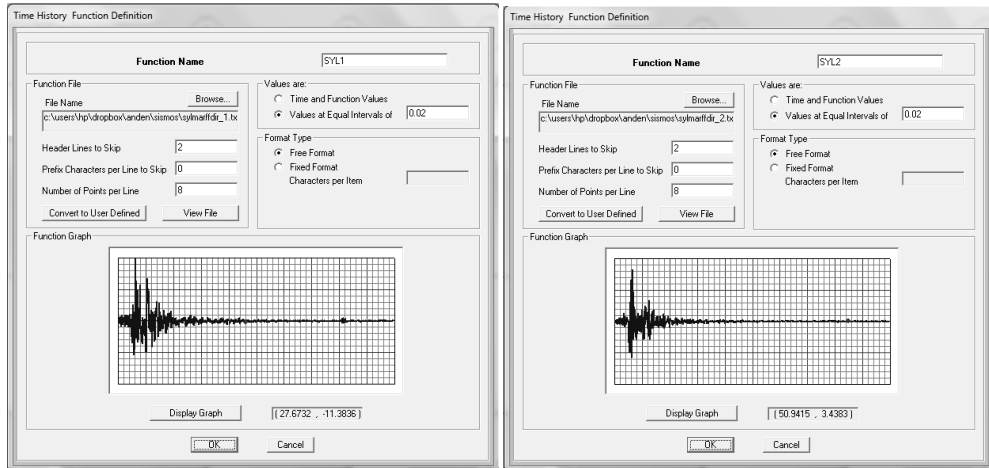 Time History Function Definition
Function Name
SYL1
Function File
File Name
Browse...
c:\users\hp\dropbox\anden\sismos\sylmarffdir_1.tx
Header Lines to Skip
2
Prefix Characters per Line to Skip
0
Number of Points per Line
8
Convert to User Defined
View File
Values are:
Time and Function Values
Values at Equal Intervals of
0.02
Format Type
Free Format
Fixed Format
Characters per Item
Function Graph
Display Graph
( 27.6732 , -11.3836 )
OK
Cancel
Time History Function Definition
Function Name
SYL2
Function File
File Name
Browse...
c:\users\hp\dropbox\anden\sismos\sylmarffdir_2.tx
Header Lines to Skip
2
Prefix Characters per Line to Skip
0
Number of Points per Line
8
Convert to User Defined
View File
Values are:
Time and Function Values
Values at Equal Intervals of
0.02
Format Type
Free Format
Fixed Format
Characters per Item
Function Graph
Display Graph
( 50.9415 , 3.4383 )
OK
Cancel